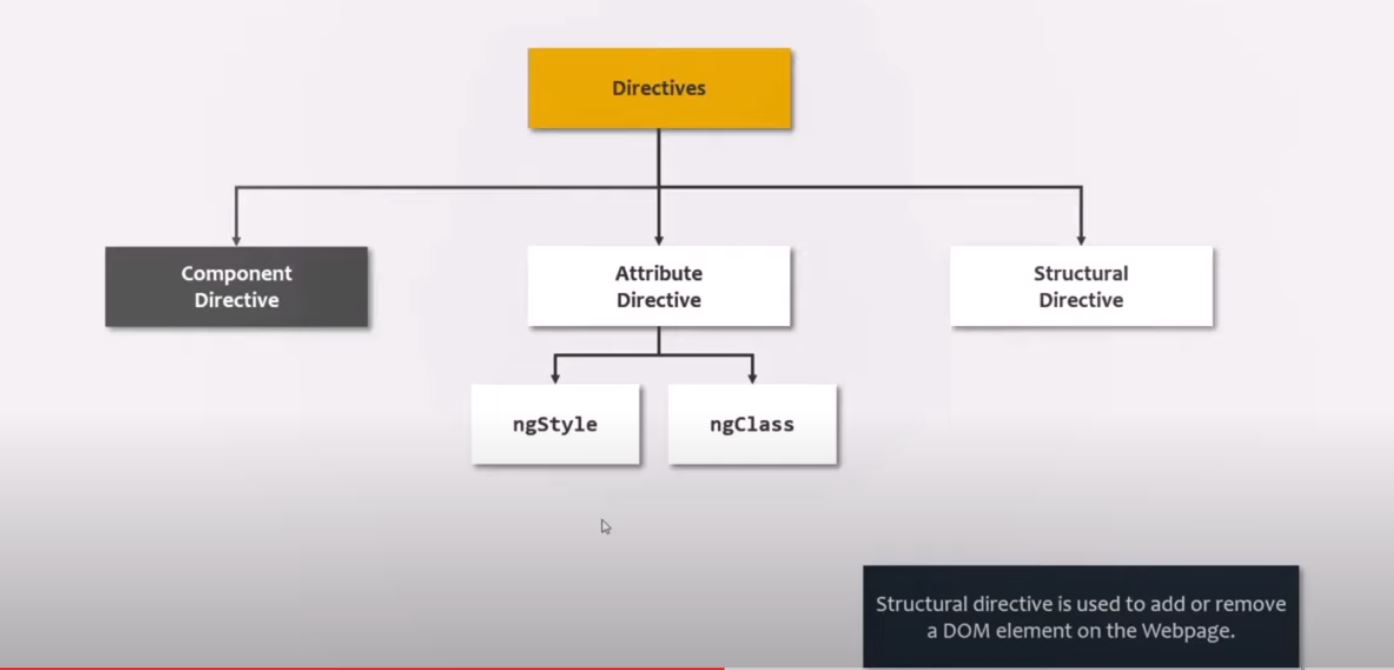 Directives
Component
Directive
Attribute
Directive
Structural
Directive
ngStyle
ngClass
Structural directive is used to add or remove
a DOM element on the Webpage.